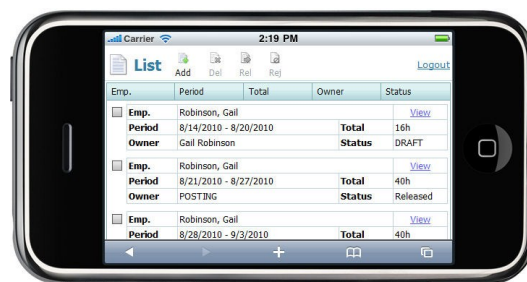 Carrier 2:19 PM
List Add Del Rel Rej Logout
Emp. Period Total Owner Status
Emp. Robinson, Gail View
Period 8/14/2010 - 8/20/2010 Total 16h
Owner Gail Robinson Status DRAFT
Emp. Robinson, Gail View
Period 8/21/2010 - 8/27/2010 Total 40h
Owner POSTING Status Released
Emp. Robinson, Gail View
Period 8/28/2010 - 9/3/2010 Total 40h